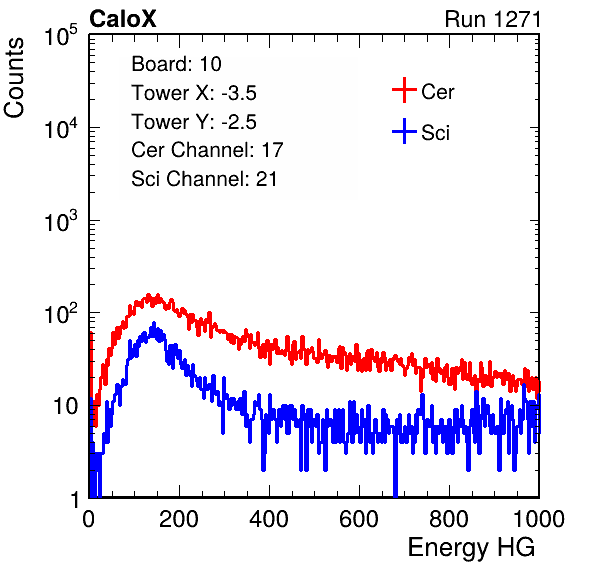 CaloX Run 1271
Counts
10^5
10^4
10^3
10^2
10
1
Board: 10
Tower X: -3.5
Tower Y: -2.5
Cer Channel: 17
Sci Channel: 21
Cer
Sci
0 200 400 600 800 1000
Energy HG